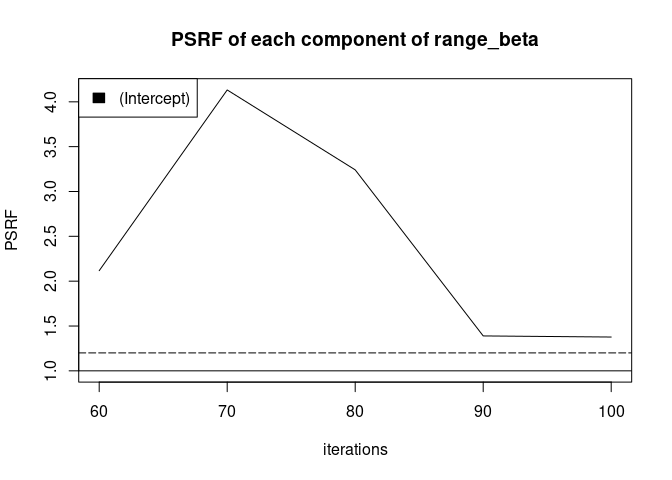 PSRF of each component of range_beta
(Intercept)
PSRF
4.0
3.5
3.0
2.5
2.0
1.5
1.0
60 70 80 90 100
iterations